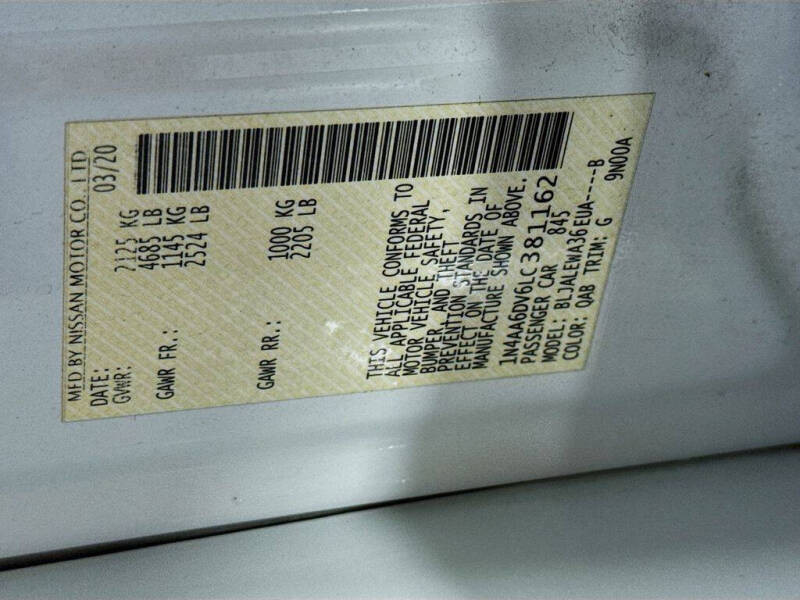 MFD BY NISSAN MOTOR CO., LTD
DATE: 03/20
GVWR: 2125 KG
4685 LB
GAWR FR.: 1145 KG
2524 LB
GAWR RR.: 1000 KG
2205 LB
THIS VEHICLE CONFORMS TO
ALL APPLICABLE FEDERAL
MOTOR VEHICLE SAFETY,
BUMPER, AND THEFT
PREVENTION STANDARDS IN
EFFECT ON THE DATE OF
MANUFACTURE SHOWN ABOVE.
1N4AA6DV6LC381162
PASSENGER CAR 845
MODEL: BLJALEWA36EUA----B
COLOR: QAB TRIM: G 9N00A